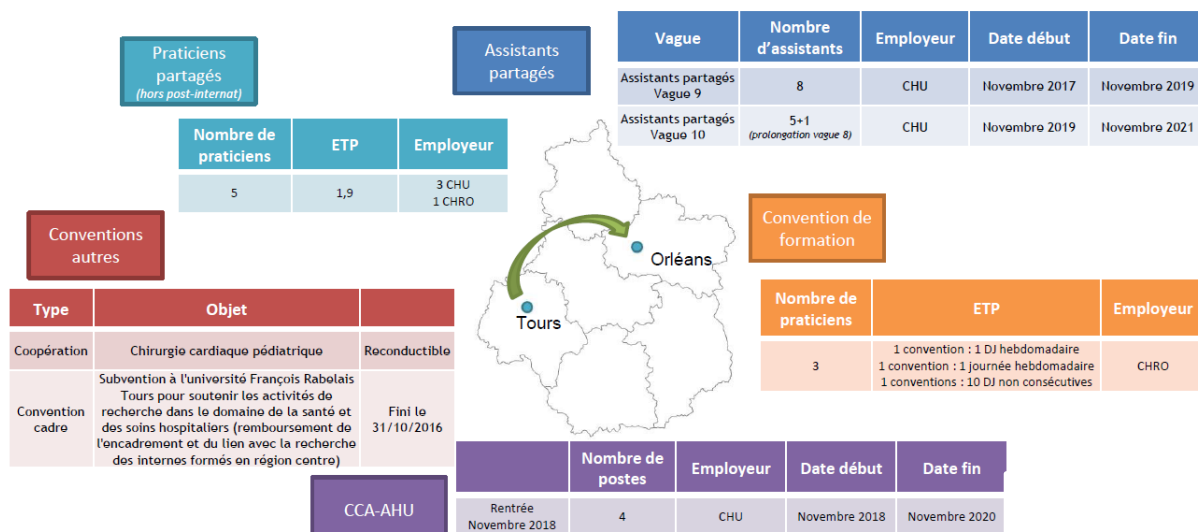 Praticiens
partagés
(hors post-internat)
Nombre de praticiens ETP Employeur
5 1,9 3 CHU
1 CHRO
Assistants
partagés
Vague Nombre d'assistants Employeur Date début Date fin
Assistants partagés Vague 9 8 CHU Novembre 2017 Novembre 2019
Assistants partagés Vague 10 5+1 (prolongation vague 8) CHU Novembre 2019 Novembre 2021
Orléans
Tours
Conventions
autres
Type Objet
Coopération Chirurgie cardiaque pédiatrique Reconductible
Convention cadre
Subvention à l'université François Rabelais
Tours pour soutenir les activités de
recherche dans le domaine de la santé et
des soins hospitaliers (remboursement de
l'encadrement et du lien avec la recherche
des internes formés en région centre)
Fini le
31/10/2016
Convention de
formation
Nombre de praticiens ETP Employeur
3
1 convention : 1 DJ hebdomadaire
1 convention : 1 journée hebdomadaire
1 conventions : 10 DJ non consécutives
CHRO
CCA-AHU
Nombre de postes Employeur Date début Date fin
Rentrée Novembre 2018 4 CHU Novembre 2018 Novembre 2020